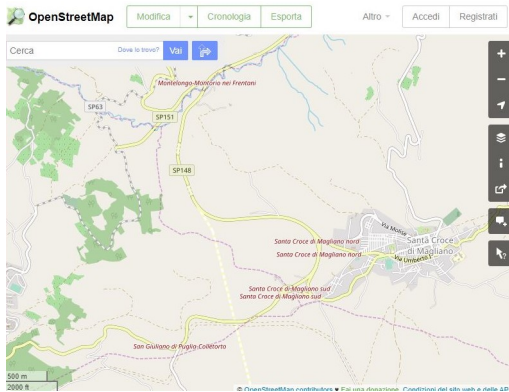 OpenStreetMap Modifica Cronologia Esporta Altro Accedi Registrati
Cerca Dove lo trovo? Vai
Montelongo-Montorio nei Frentani
SP63
SP151
SP148
Via Molise
Santa Croce di Magliano nord
Santa Croce
di Magliano
Santa Croce di Magliano nord
Via Umberto I
Santa Croce di Magliano sud
Santa Croce di Magliano sud
San Giuliano di Puglia-Colletorto
500 m
2000 ft
© OpenStreetMap contributors ♥ Fai una donazione. Condizioni del sito web e delle AP